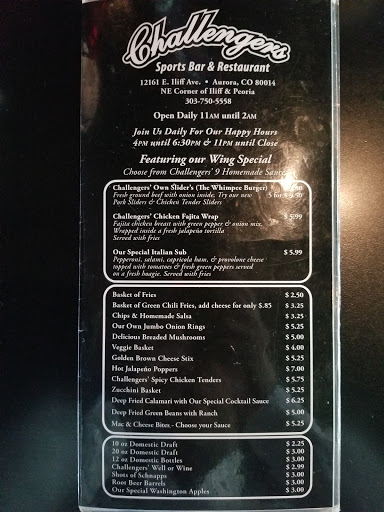 Challengers
Sports Bar & Restaurant
12161 E. Iliff Ave. • Aurora, CO 80014
NE Corner of Iliff & Peoria
303-750-5558
Open Daily 11AM until 2AM
Join Us Daily For Our Happy Hours
4PM until 6:30PM & 11PM until Close
Featuring our Wing Special
Choose from Challengers' 9 Homemade Sauces
Challengers' Own Slider's (The Whimpee Burger)
Fresh ground beef with onion inside. Try our new
Pork Sliders & Chicken Tender Sliders
Challengers' Chicken Fajita Wrap $ 5.99
Fajita chicken breast with green pepper & onion mix.
Wrapped inside a fresh jalapeño tortilla
Served with fries
Our Special Italian Sub $ 5.99
Pepperoni, salami, capricola ham, & provolone cheese
topped with tomatoes & fresh green peppers served
on a fresh hoagie. Served with fries
Basket of Fries $ 2.50
Basket of Green Chili Fries, add cheese for only $.85 $ 3.25
Chips & Homemade Salsa $ 3.25
Our Own Jumbo Onion Rings $ 5.25
Delicious Breaded Mushrooms $ 5.00
Veggie Basket $ 4.00
Golden Brown Cheese Stix $ 5.25
Hot Jalapeño Poppers $ 7.00
Challengers' Spicy Chicken Tenders $ 5.75
Zucchini Basket $ 5.25
Deep Fried Calamari with Our Special Cocktail Sauce $ 6.25
Deep Fried Green Beans with Ranch $ 5.00
Mac & Cheese Bites - Choose your Sauce $ 5.25
10 oz Domestic Draft $ 2.25
20 oz Domestic Draft $ 3.00
12 oz Domestic Bottles $ 3.00
Challengers' Well or Wine $ 2.99
Shots of Schnapps $ 3.00
Root Beer Barrels $ 3.00
Our Special Washington Apples $ 3.00